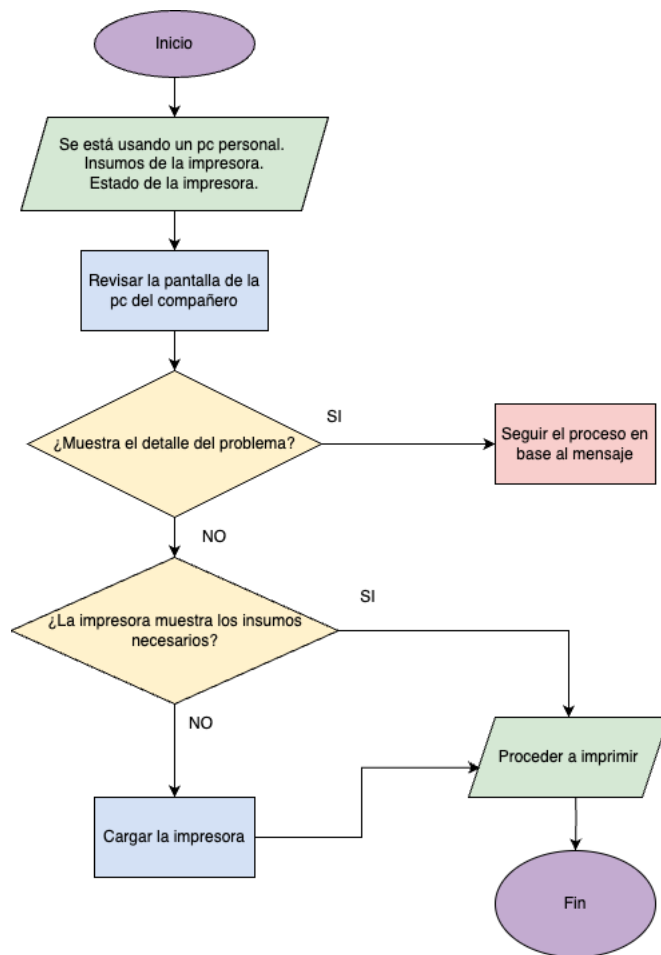 Inicio
Se está usando un pc personal.
Insumos de la impresora.
Estado de la impresora.
Revisar la pantalla de la
pc del compañero
¿Muestra el detalle del problema?
SI
Seguir el proceso en
base al mensaje
NO
¿La impresora muestra los insumos
necesarios?
SI
NO
Proceder a imprimir
Cargar la impresora
Fin